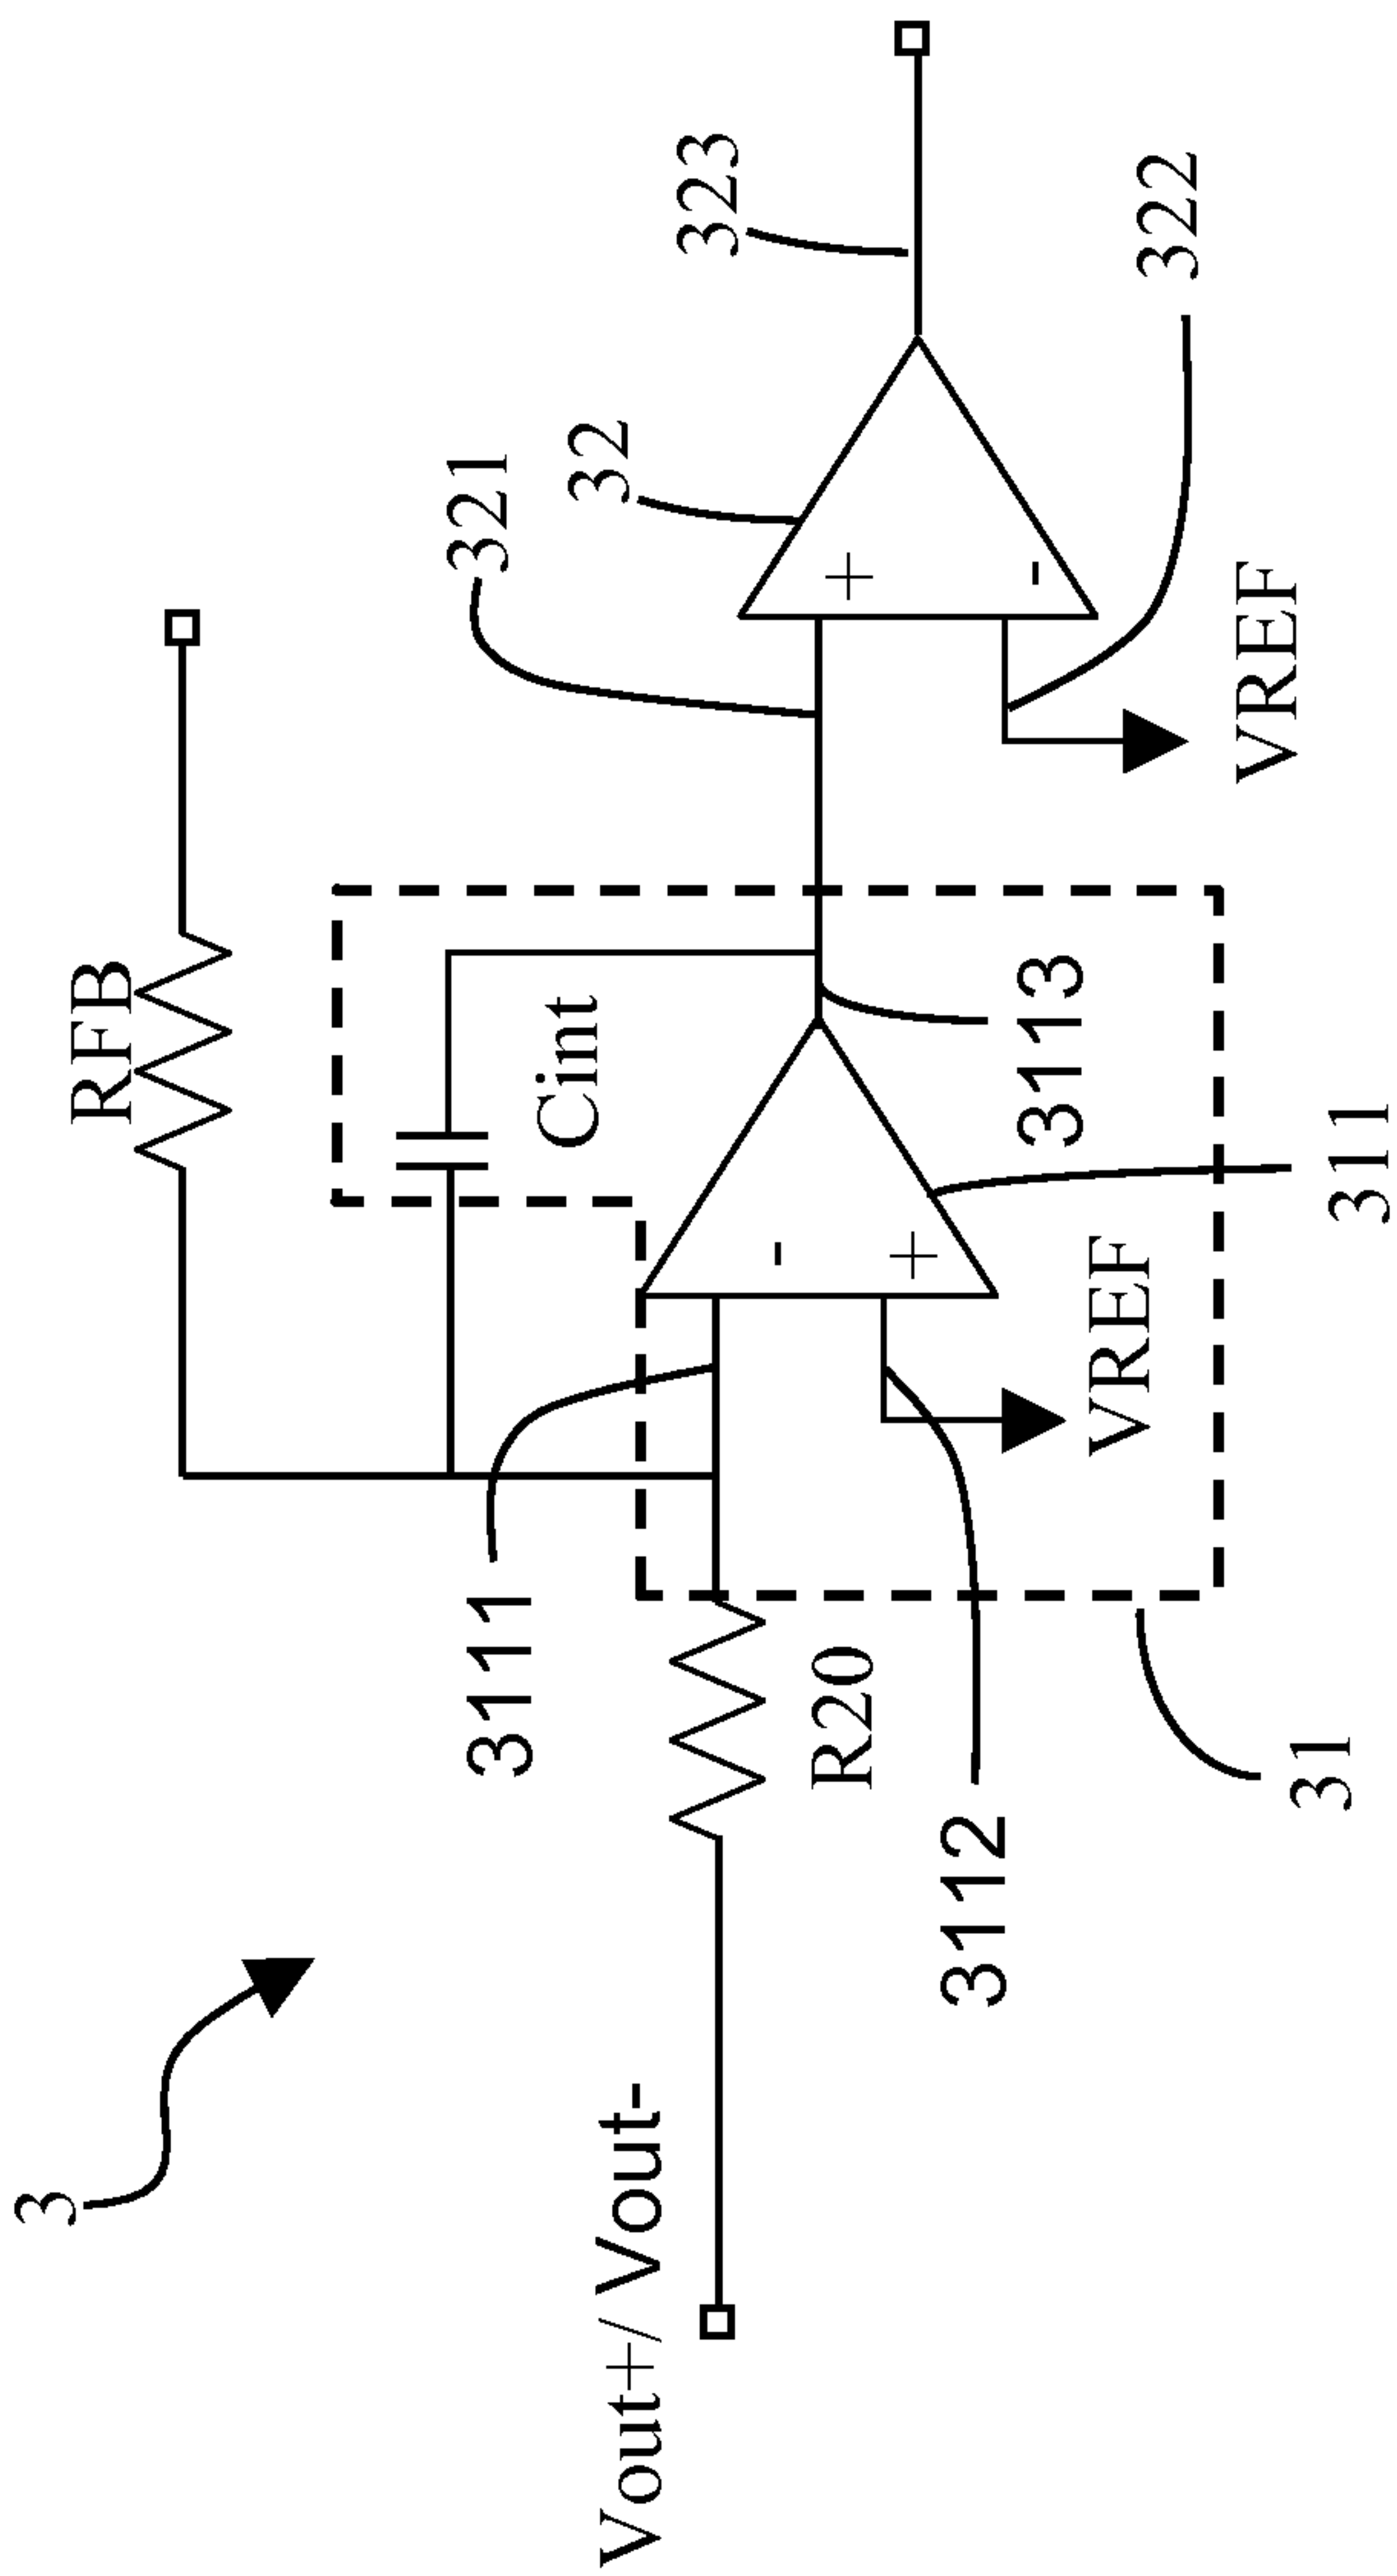 3
RFB
323
321
32
Cint
+
-
322
VREF
3111
-
+
3113
Vout+/Vout-
R20
VREF
3112
311
31